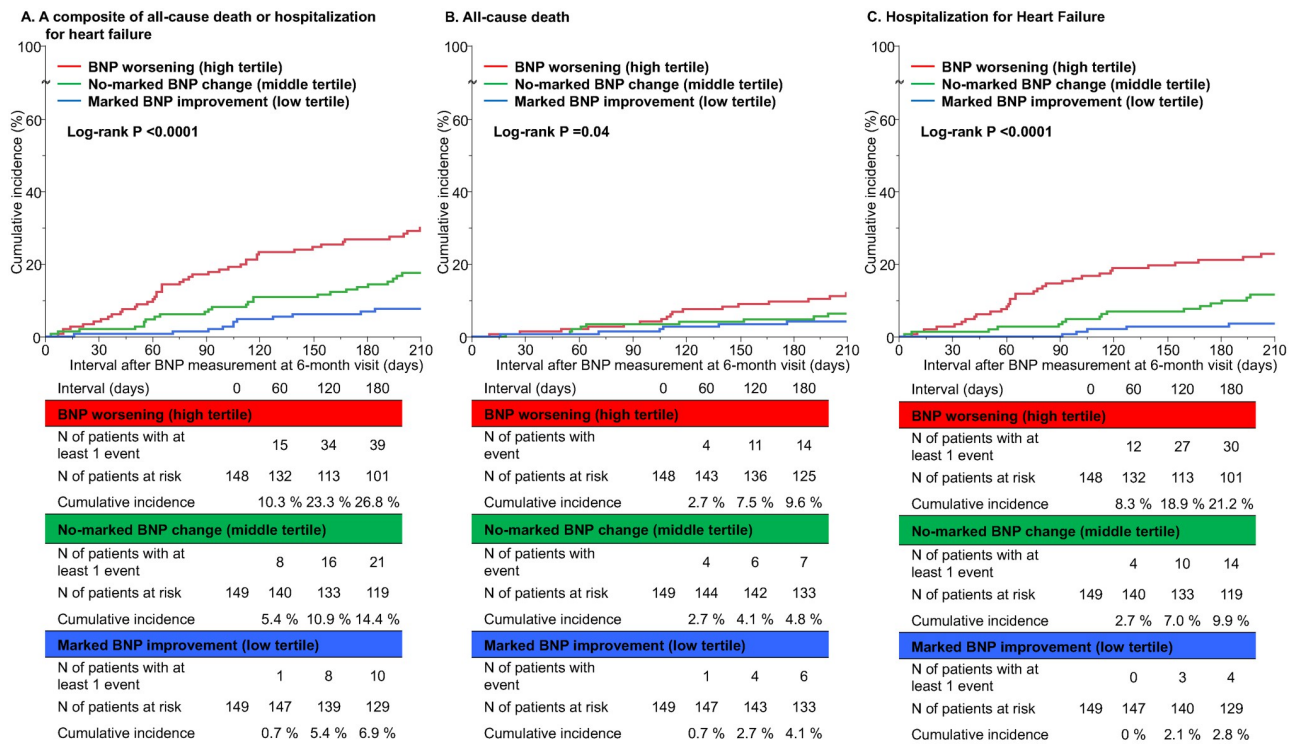 A. A composite of all-cause death or hospitalization
for heart failure
100
60
40
20
0
Cumulative incidence (%)
BNP worsening (high tertile)
No-marked BNP change (middle tertile)
Marked BNP improvement (low tertile)
Log-rank P <0.0001
0 30 60 90 120 150 180 210
Interval after BNP measurement at 6-month visit (days)
Interval (days) 0 60 120 180
BNP worsening (high tertile)
N of patients with at
least 1 event 15 34 39
N of patients at risk 148 132 113 101
Cumulative incidence 10.3 % 23.3 % 26.8 %
No-marked BNP change (middle tertile)
N of patients with at
least 1 event 8 16 21
N of patients at risk 149 140 133 119
Cumulative incidence 5.4 % 10.9 % 14.4 %
Marked BNP improvement (low tertile)
N of patients with at
least 1 event 1 8 10
N of patients at risk 149 147 139 129
Cumulative incidence 0.7 % 5.4 % 6.9 %
B. All-cause death
100
60
40
20
0
Cumulative incidence (%)
BNP worsening (high tertile)
No-marked BNP change (middle tertile)
Marked BNP improvement (low tertile)
Log-rank P =0.04
0 30 60 90 120 150 180 210
Interval after BNP measurement at 6-month visit (days)
Interval (days) 0 60 120 180
BNP worsening (high tertile)
N of patients with
event 4 11 14
N of patients at risk 148 143 136 125
Cumulative incidence 2.7 % 7.5 % 9.6 %
No-marked BNP change (middle tertile)
N of patients with
event 4 6 7
N of patients at risk 149 144 142 133
Cumulative incidence 2.7 % 4.1 % 4.8 %
Marked BNP improvement (low tertile)
N of patients with
event 1 4 6
N of patients at risk 149 147 143 133
Cumulative incidence 0.7 % 2.7 % 4.1 %
C. Hospitalization for Heart Failure
100
60
40
20
0
Cumulative incidence (%)
BNP worsening (high tertile)
No-marked BNP change (middle tertile)
Marked BNP improvement (low tertile)
Log-rank P <0.0001
0 30 60 90 120 150 180 210
Interval after BNP measurement at 6-month visit (days)
Interval (days) 0 60 120 180
BNP worsening (high tertile)
N of patients with at
least 1 event 12 27 30
N of patients at risk 148 132 113 101
Cumulative incidence 8.3 % 18.9 % 21.2 %
No-marked BNP change (middle tertile)
N of patients with at
least 1 event 4 10 14
N of patients at risk 149 140 133 119
Cumulative incidence 2.7 % 7.0 % 9.9 %
Marked BNP improvement (low tertile)
N of patients with at
least 1 event 0 3 4
N of patients at risk 149 147 140 129
Cumulative incidence 0 % 2.1 % 2.8 %